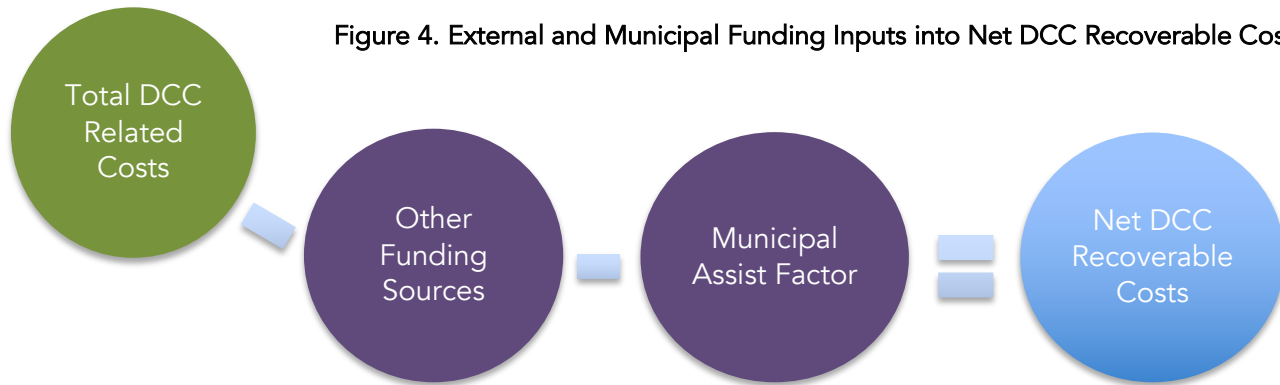 Figure 4. External and Municipal Funding Inputs into Net DCC Recoverable Cos
Total DCC
Related
Costs
Other
Funding
Sources
Municipal
Assist Factor
Net DCC
Recoverable
Costs